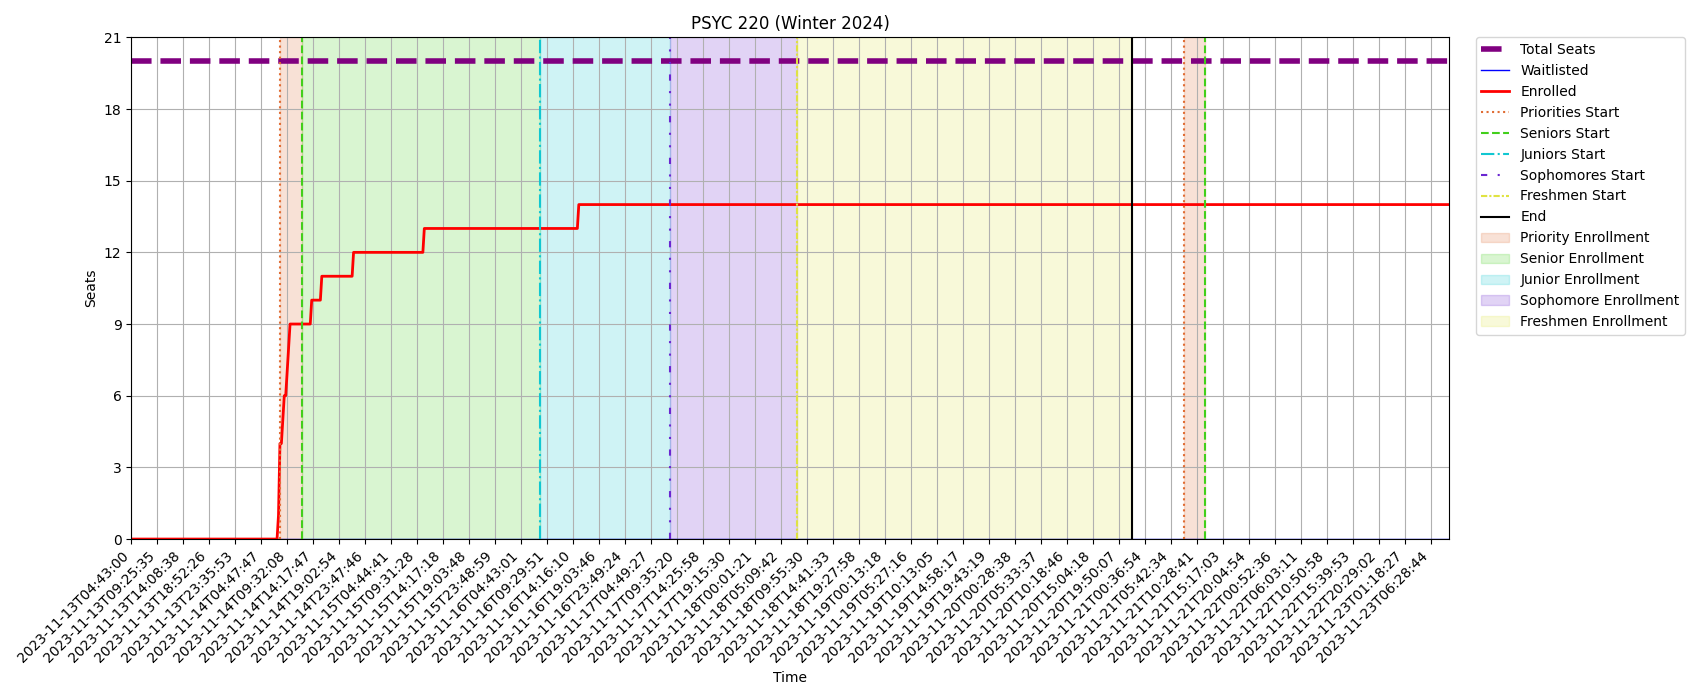 PSYC 220 (Winter 2024)
21
18
15
12
9
6
3
0
Seats
Total Seats
Waitlisted
Enrolled
Priorities Start
Seniors Start
Juniors Start
Sophomores Start
Freshmen Start
End
Priority Enrollment
Senior Enrollment
Junior Enrollment
Sophomore Enrollment
Freshmen Enrollment
2023-11-13T04:43:00
2023-11-13T09:25:35
2023-11-13T14:08:38
2023-11-13T18:52:26
2023-11-13T23:35:53
2023-11-14T04:47:47
2023-11-14T09:32:08
2023-11-14T14:17:47
2023-11-14T19:02:54
2023-11-14T23:47:46
2023-11-15T04:44:41
2023-11-15T09:31:28
2023-11-15T14:17:18
2023-11-15T19:03:48
2023-11-15T23:48:59
2023-11-16T04:43:01
2023-11-16T09:29:51
2023-11-16T14:16:10
2023-11-16T19:03:46
2023-11-16T23:49:24
2023-11-17T04:49:27
2023-11-17T09:35:20
2023-11-17T14:25:58
2023-11-17T19:15:30
2023-11-18T00:01:21
2023-11-18T05:09:42
2023-11-18T09:55:30
2023-11-18T14:41:33
2023-11-18T19:27:58
2023-11-19T00:13:18
2023-11-19T05:27:16
2023-11-19T10:13:05
2023-11-19T14:58:17
2023-11-19T19:43:19
2023-11-20T00:28:38
2023-11-20T05:33:37
2023-11-20T10:18:46
2023-11-20T15:04:18
2023-11-20T19:50:07
2023-11-21T00:36:54
2023-11-21T05:42:34
2023-11-21T10:28:41
2023-11-21T15:17:03
2023-11-21T20:04:54
2023-11-22T00:52:36
2023-11-22T06:03:11
2023-11-22T10:50:58
2023-11-22T15:39:53
2023-11-22T20:29:02
2023-11-23T01:18:27
2023-11-23T06:28:44
Time